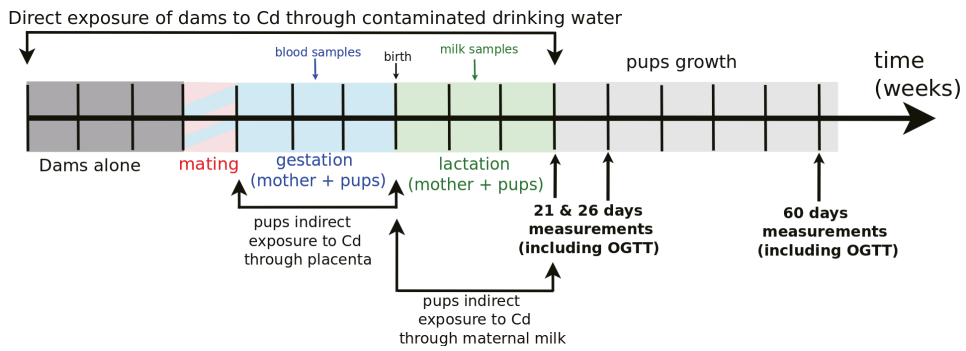 Direct exposure of dams to Cd through contaminated drinking water
blood samples
birth
milk samples
pups growth
time
(weeks)
Dams alone
mating
gestation
(mother + pups)
lactation
(mother + pups)
pups indirect
exposure to Cd
through placenta
21 & 26 days
measurements
(including OGTT)
60 days
measurements
(including OGTT)
pups indirect
exposure to Cd
through maternal milk